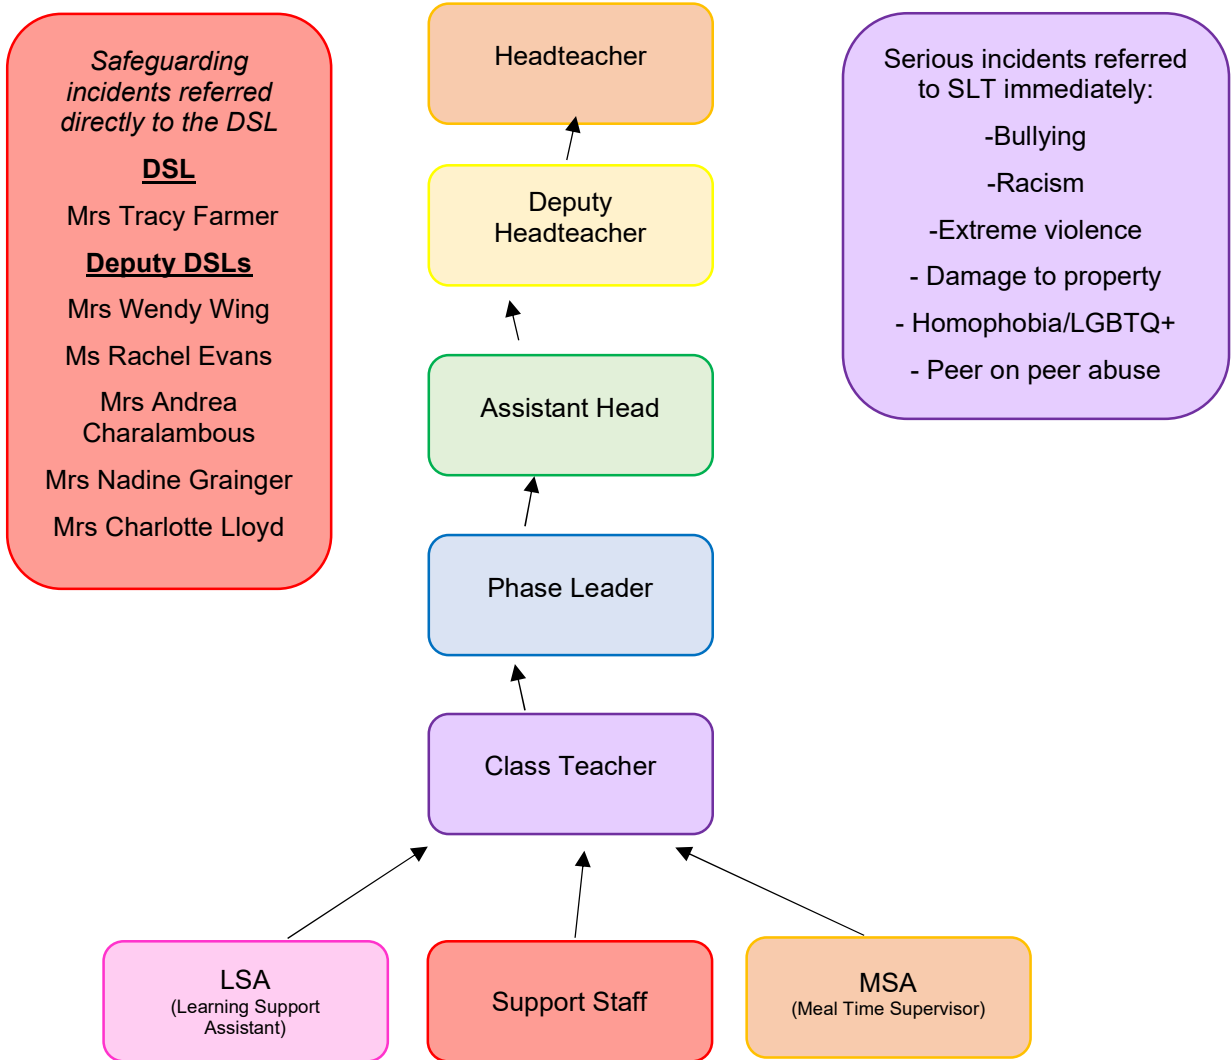 Safeguarding
incidents referred
directly to the DSL
DSL
Mrs Tracy Farmer
Deputy DSLs
Mrs Wendy Wing
Ms Rachel Evans
Mrs Andrea
Charalambous
Mrs Nadine Grainger
Mrs Charlotte Lloyd
Headteacher
Deputy
Headteacher
Assistant Head
Phase Leader
Class Teacher
Serious incidents referred
to SLT immediately:
-Bullying
-Racism
-Extreme violence
- Damage to property
- Homophobia/LGBTQ+
- Peer on peer abuse
LSA
(Learning Support
Assistant)
Support Staff
MSA
(Meal Time Supervisor)